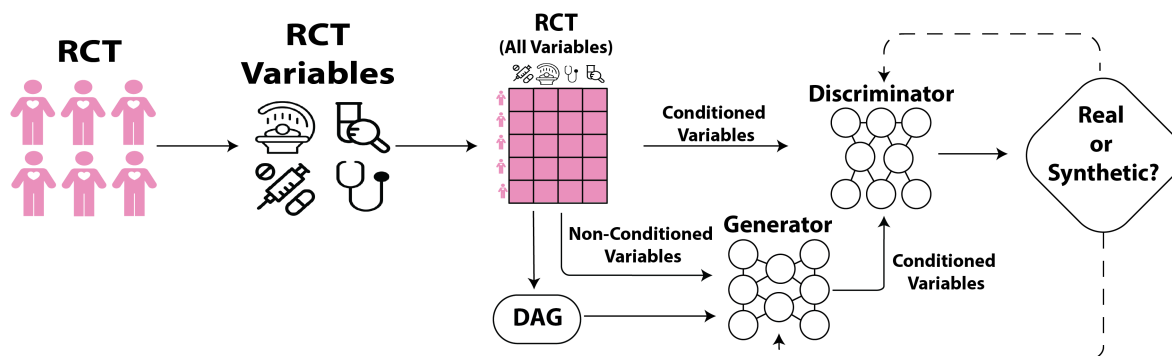 RCT
RCT
Variables
RCT
(All Variables)
Conditioned
Variables
Discriminator
Real
or
Synthetic?
Non-Conditioned
Variables
Generator
Conditioned
Variables
DAG